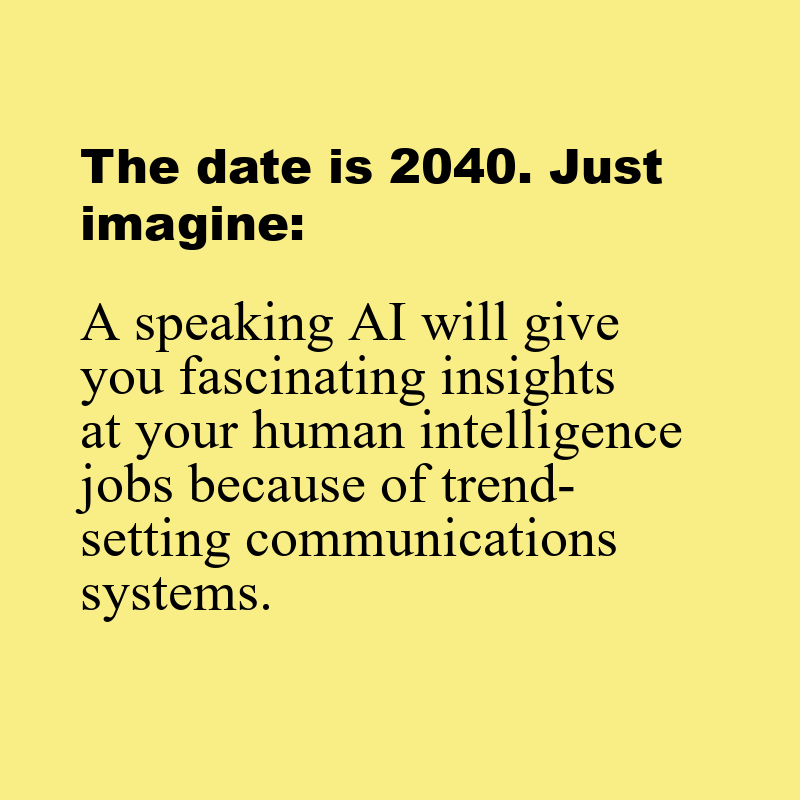 The date is 2040. Just
imagine:
A speaking AI will give
you fascinating insights
at your human intelligence
jobs because of trend-
setting communications
systems.